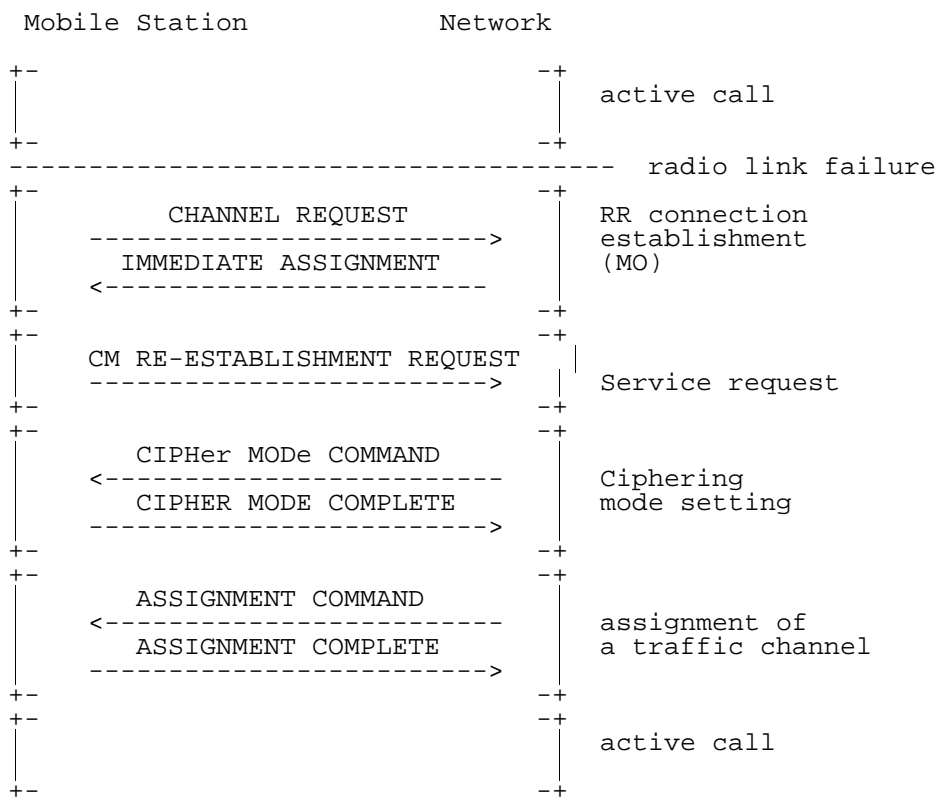 Mobile Station Network
active call
radio link failure
CHANNEL REQUEST RR connection
establishment
IMMEDIATE ASSIGNMENT (MO)
CM RE-ESTABLISHMENT REQUEST
Service request
CIPHer MODe COMMAND
Ciphering
CIPHER MODE COMPLETE mode setting
ASSIGNMENT COMMAND
assignment of
ASSIGNMENT COMPLETE a traffic channel
active call